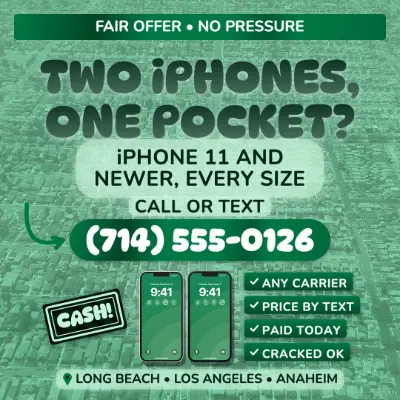 FAIR OFFER • NO PRESSURE
TWO iPHONES,
ONE POCKET?
iPHONE 11 AND
NEWER, EVERY SIZE
CALL OR TEXT
(714) 555-0126
CASH!
9:41
9:41
✓ ANY CARRIER
✓ PRICE BY TEXT
✓ PAID TODAY
✓ CRACKED OK
LONG BEACH • LOS ANGELES • ANAHEIM